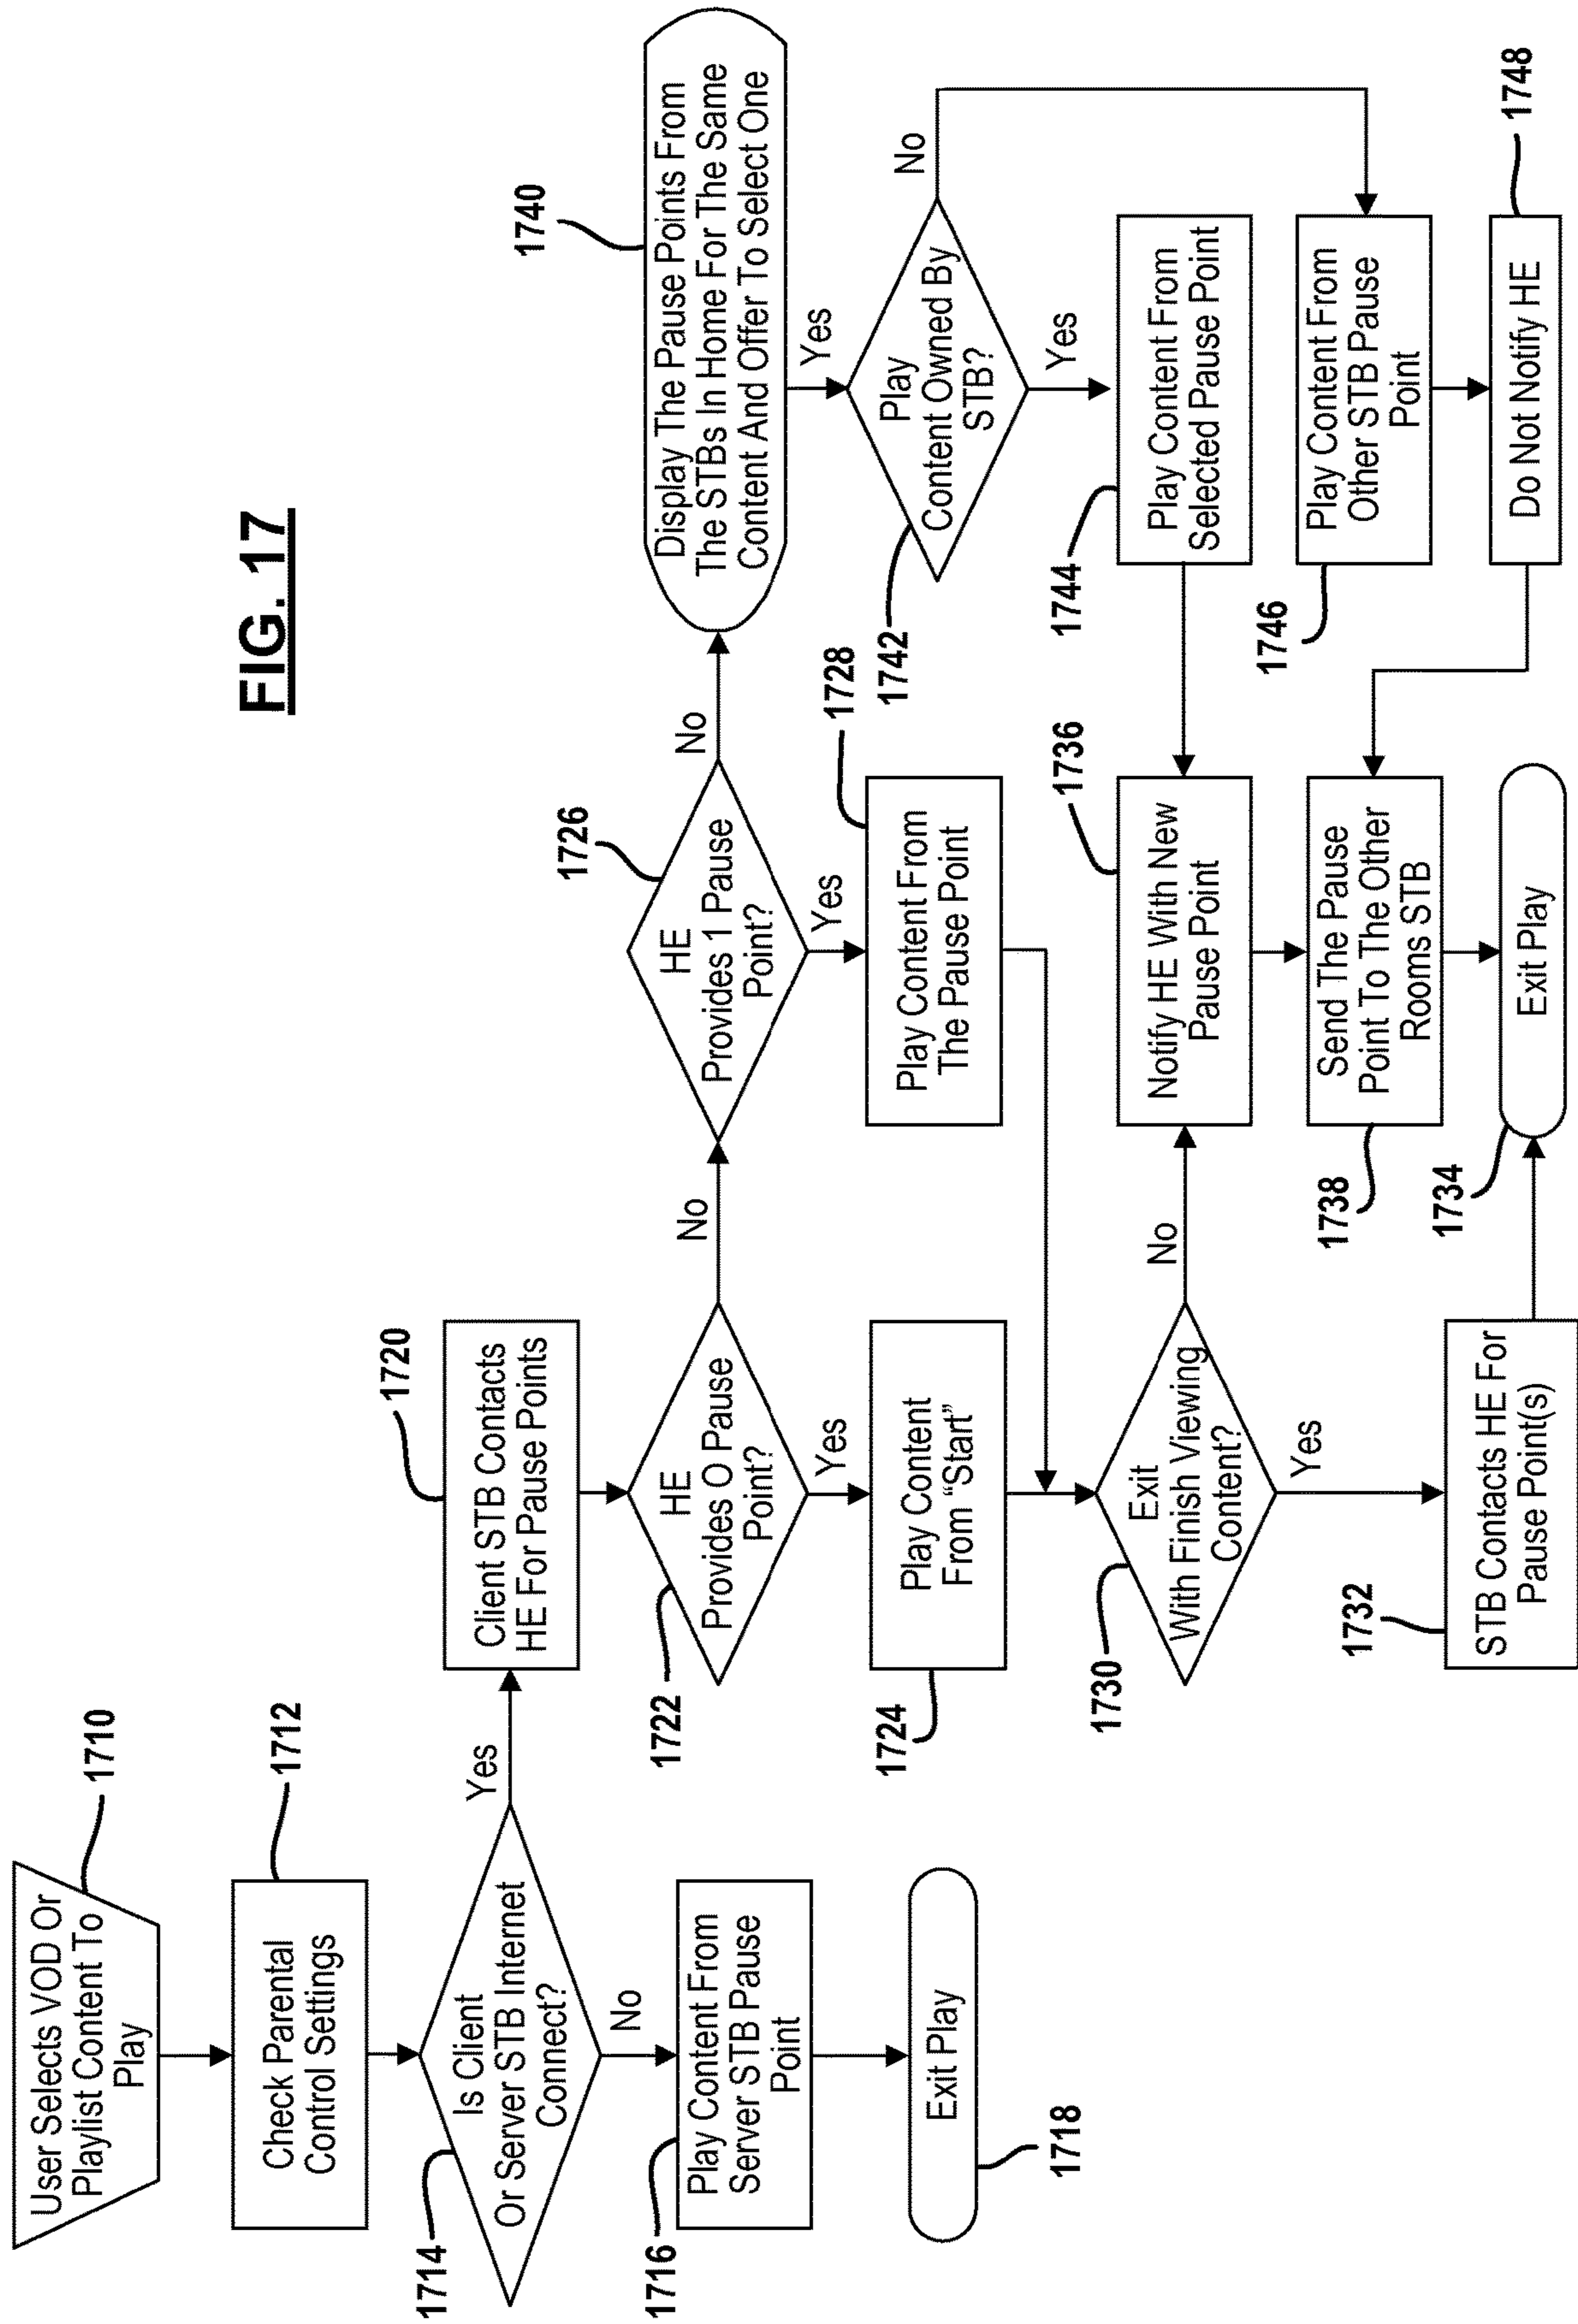 FIG. 17
1710
User Selects VOD Or
Playlist Content To
Play
1712
Check Parental
Control Settings
1714
Is Client
Or Server STB Internet
Connect?
Yes
No
1716
Play Content From
Server STB Pause
Point
1718
Exit Play
1720
Client STB Contacts
HE For Pause Points
1722
HE
Provides O Pause
Point?
No
Yes
1724
Play Content
From "Start"
1726
HE
Provides 1 Pause
Point?
No
Yes
1728
Play Content From
The Pause Point
1730
Exit
With Finish Viewing
Content?
No
Yes
1732
STB Contacts HE For
Pause Point(s)
1734
Exit Play
1736
Notify HE With New
Pause Point
1738
Send The Pause
Point To The Other
Rooms STB
1740
Display The Pause Points From
The STBs In Home For The Same
Content And Offer To Select One
Yes
1742
Play
Content Owned By
STB?
No
Yes
1744
Play Content From
Selected Pause Point
1746
Play Content From
Other STB Pause
Point
1748
Do Not Notify HE